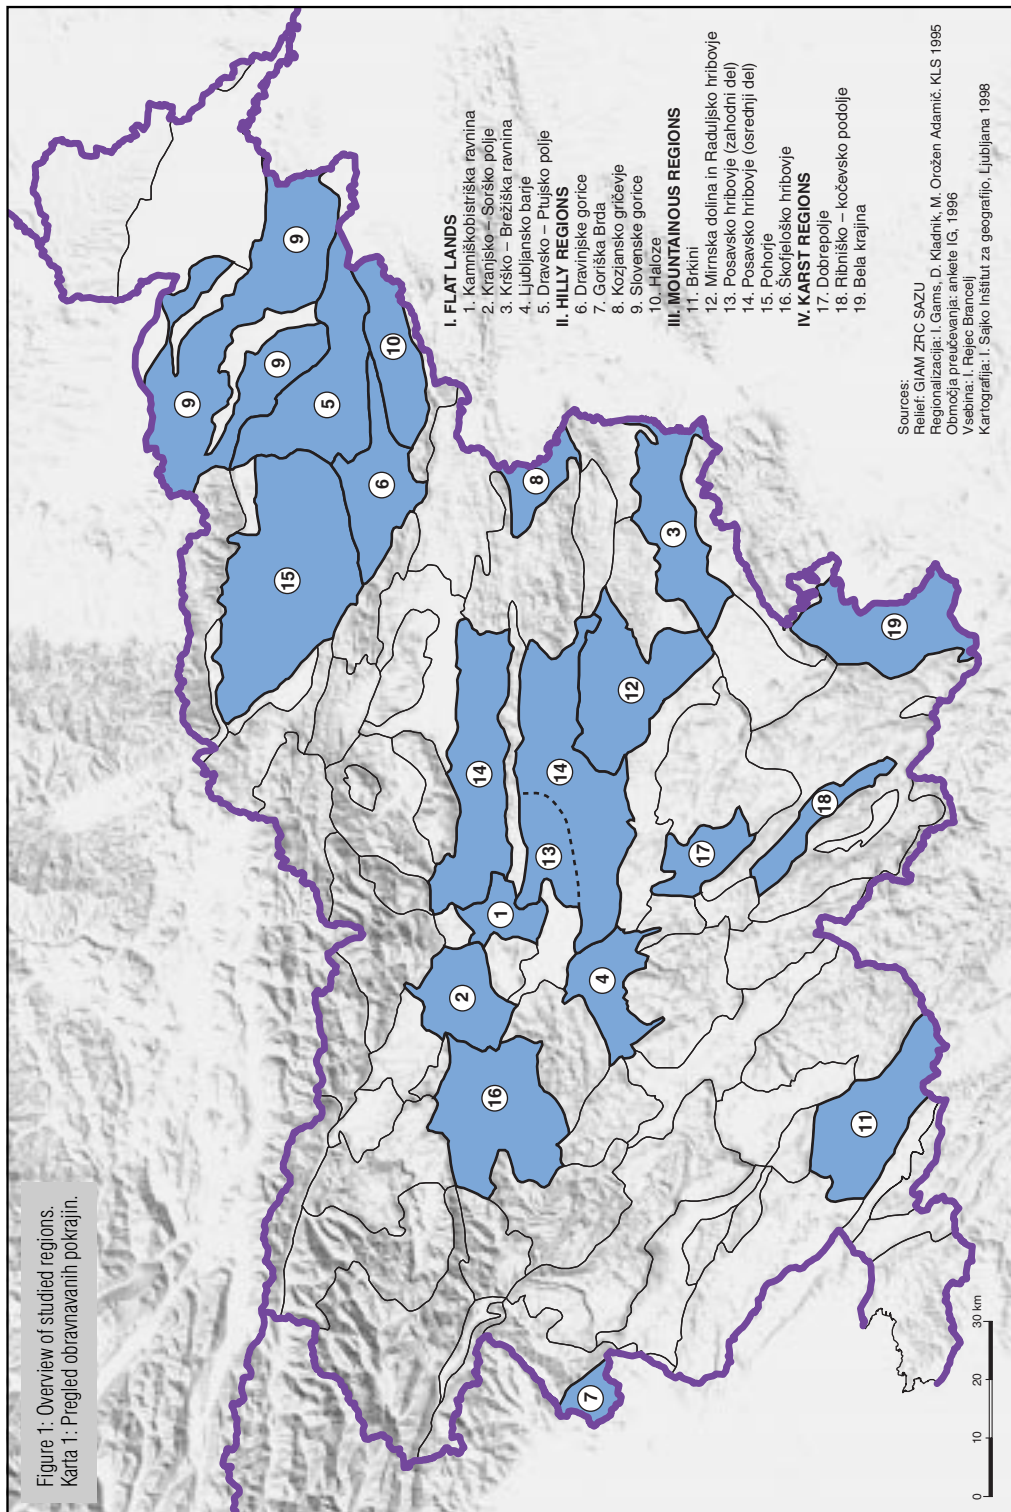 Figure 1: Overview of studied regions.
Karta 1: Pregled obravnavanih pokrajin.
I. FLAT LANDS
1. Kamniškobistriška ravnina
2. Kranjsko – Sorško polje
3. Krško – Brežiška ravnina
4. Ljubljansko barje
5. Dravsko – Ptujsko polje
II. HILLY REGIONS
6. Dravinjske gorice
7. Goriška Brda
8. Kozjansko gričevje
9. Slovenske gorice
10. Haloze
III. MOUNTAINOUS REGIONS
11. Brkini
12. Mirnska dolina in Raduljsko hribovje
13. Posavsko hribovje (zahodni del)
14. Posavsko hribovje (osrednji del)
15. Pohorje
16. Škofjeloško hribovje
IV. KARST REGIONS
17. Dobrepolje
18. Ribniško – kočevsko podolje
19. Bela krajina
Sources:
Relief: GIAM ZRC SAZU
Regionalizacija: I. Gams, D. Kladnik, M. Orožen Adamič. KLS 1995
Območja preučevanja: ankete IG, 1996
Vsebina: I. Rejec Brancelj
Kartografija: I. Sajko Inštitut za geografijo, Ljubljana 1998
0 10 20 30 km
7
11
16
2
4
1
13
17
18
14
14
12
19
15
3
8
6
5
10
9
9
9